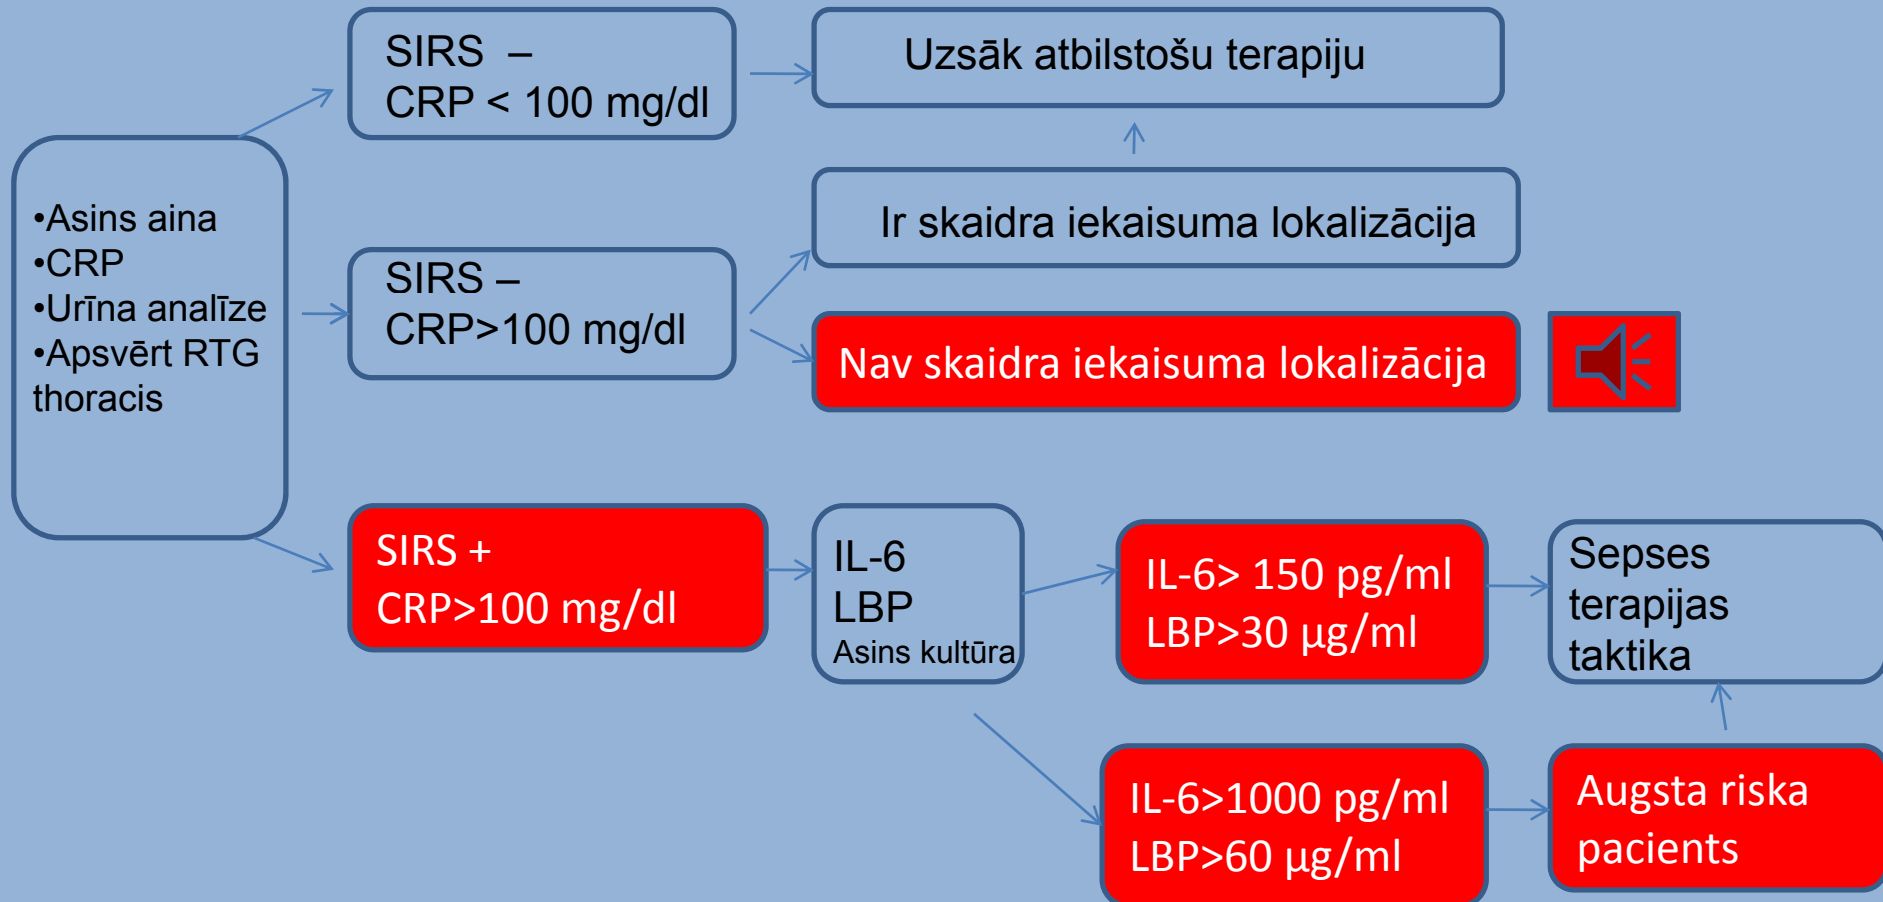 •Asins aina
•CRP
•Urīna analīze
•Apsvērt RTG
thoracis
SIRS –
CRP < 100 mg/dl
Uzsāk atbilstošu terapiju
SIRS –
CRP>100 mg/dl
Ir skaidra iekaisuma lokalizācija
Nav skaidra iekaisuma lokalizācija
SIRS +
CRP>100 mg/dl
IL-6
LBP
Asins kultūra
IL-6> 150 pg/ml
LBP>30 µg/ml
Sepses
terapijas
taktika
IL-6>1000 pg/ml
LBP>60 µg/ml
Augsta riska
pacients